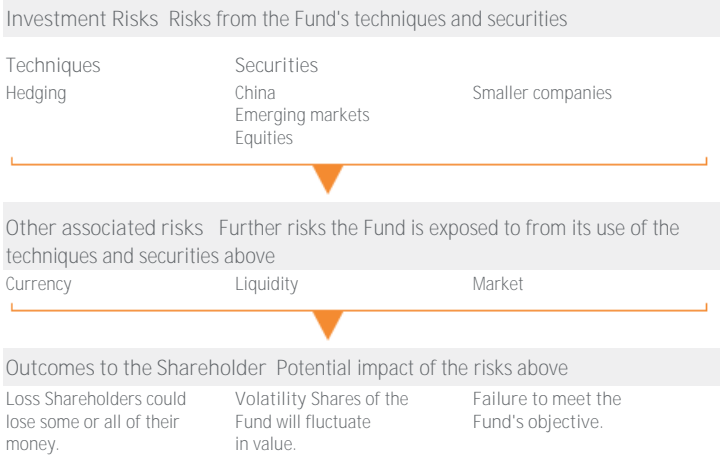 Investment Risks Risks from the Fund's techniques and securities
Techniques
Hedging
Securities
China
Emerging markets
Equities
Smaller companies
Other associated risks Further risks the Fund is exposed to from its use of the
techniques and securities above
Currency
Liquidity
Market
Outcomes to the Shareholder Potential impact of the risks above
Loss Shareholders could
lose some or all of their
money.
Volatility Shares of the
Fund will fluctuate
in value.
Failure to meet the
Fund's objective.